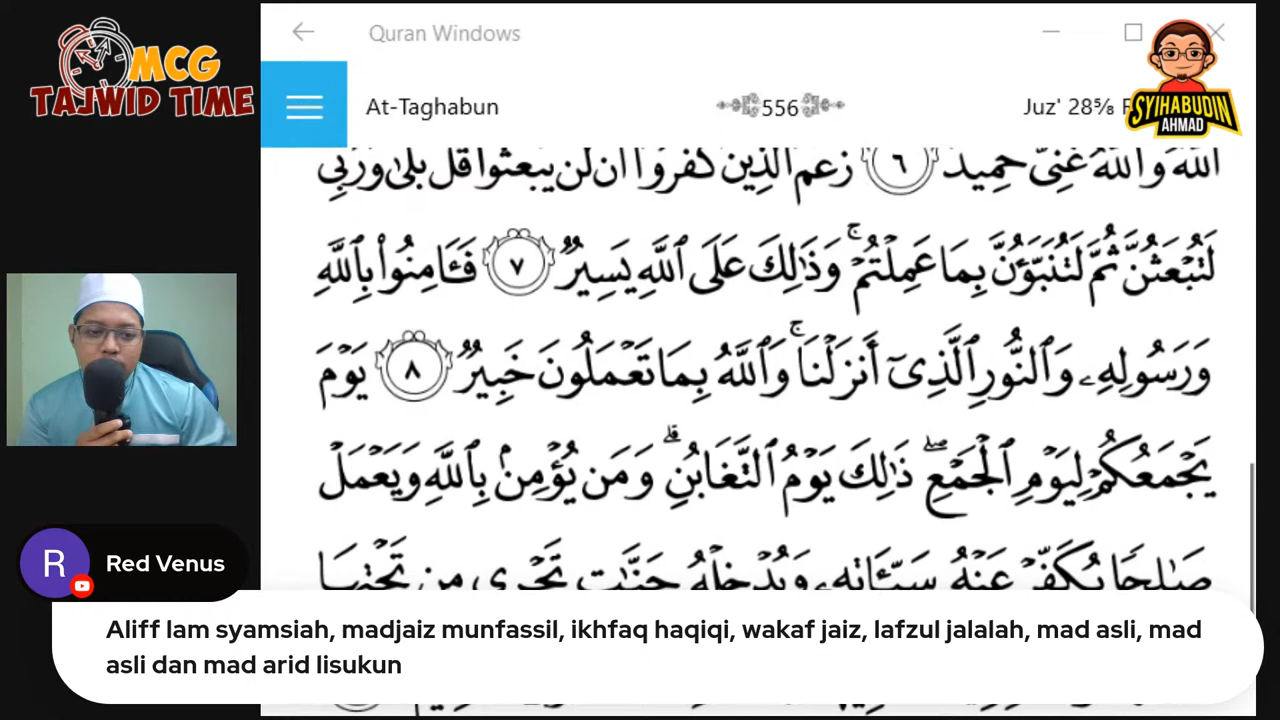 MCG
TAJWID TIME
Quran Windows
At-Taghabun
556
Juz' 28⅝
SYIHABUDIN
AHMAD
ٱللَّهُ وَٱللَّهُ غَنِىٌّ حَمِيدٌ ٦ زَعَمَ ٱلَّذِينَ كَفَرُوٓا۟ أَن لَّن يُبْعَثُوا۟ قُلْ بَلَىٰ وَرَبِّى
لَتُبْعَثُنَّ ثُمَّ لَتُنَبَّؤُنَّ بِمَا عَمِلْتُمْ ۚ وَذَٰلِكَ عَلَى ٱللَّهِ يَسِيرٌ ٧ فَـَٔامِنُوا۟ بِٱللَّهِ
وَرَسُولِهِۦ وَٱلنُّورِ ٱلَّذِىٓ أَنزَلْنَا ۚ وَٱللَّهُ بِمَا تَعْمَلُونَ خَبِيرٌ ٨ يَوْمَ
يَجْمَعُكُمْ لِيَوْمِ ٱلْجَمْعِ ۖ ذَٰلِكَ يَوْمُ ٱلتَّغَابُنِ ۗ وَمَن يُؤْمِنۢ بِٱللَّهِ وَيَعْمَلْ
صَٰلِحًا يُكَفِّرْ عَنْهُ سَيِّـَٔاتِهِۦ وَيُدْخِلْهُ جَنَّٰتٍ تَجْرِى مِن تَحْتِهَا
R
Red Venus
Aliff lam syamsiah, madjaiz munfassil, ikhfaq haqiqi, wakaf jaiz, lafzul jalalah, mad asli, mad
asli dan mad arid lisukun